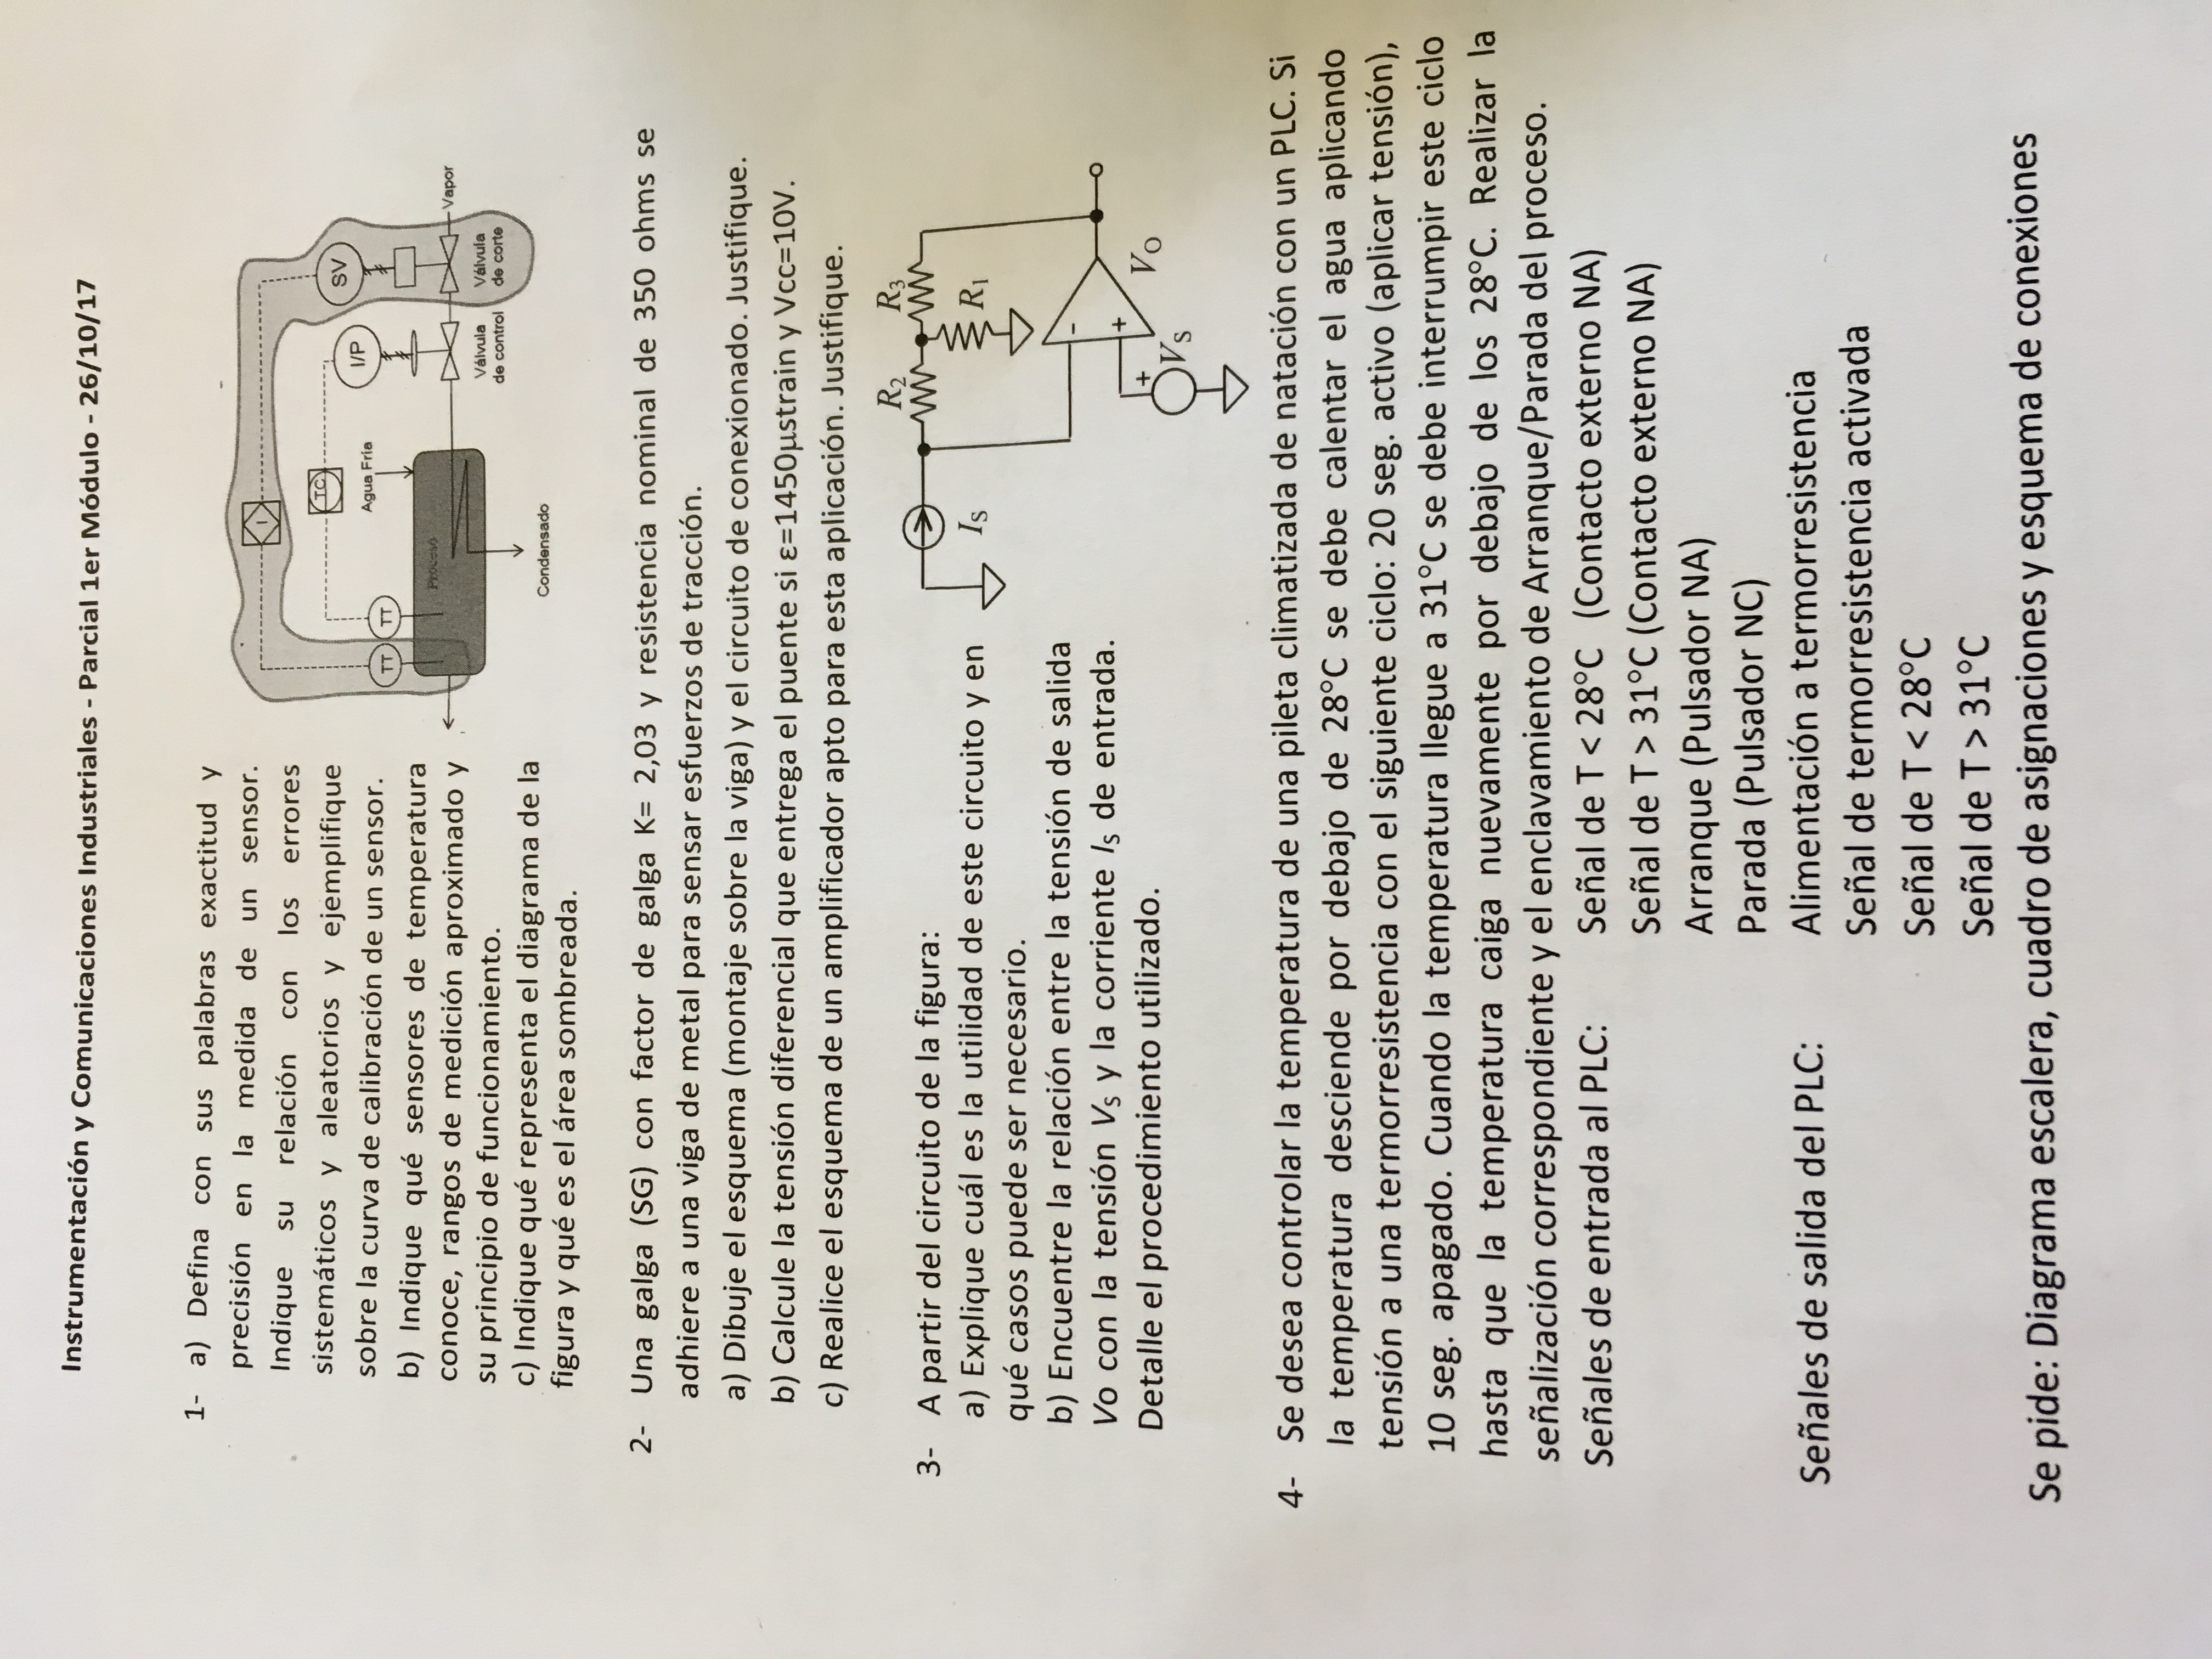 Instrumentación y Comunicaciones Industriales - Parcial 1er Módulo - 26/10/17
1- a) Defina con sus palabras exactitud y
precisión en la medida de un sensor.
Indique su relación con los errores
sistemáticos y aleatorios y ejemplifique
sobre la curva de calibración de un sensor.
b) Indique qué sensores de temperatura
conoce, rangos de medición aproximado y
su principio de funcionamiento.
c) Indique qué representa el diagrama de la
figura y qué es el área sombreada.
I
TC
SV
I/P
Agua Fria
TT TT
Proceso
Vapor
Válvula
de control
Válvula
de corte
Condensado
2- Una galga (SG) con factor de galga K= 2,03 y resistencia nominal de 350 ohms se
adhiere a una viga de metal para sensar esfuerzos de tracción.
a) Dibuje el esquema (montaje sobre la viga) y el circuito de conexionado. Justifique.
b) Calcule la tensión diferencial que entrega el puente si ε=1450μstrain y Vcc=10V.
c) Realice el esquema de un amplificador apto para esta aplicación. Justifique.
3- A partir del circuito de la figura:
a) Explique cuál es la utilidad de este circuito y en
qué casos puede ser necesario.
b) Encuentre la relación entre la tensión de salida
Vo con la tensión VS y la corriente IS de entrada.
Detalle el procedimiento utilizado.
R2 R3
IS R1
-
+
+
VO
VS
4- Se desea controlar la temperatura de una pileta climatizada de natación con un PLC. Si
la temperatura desciende por debajo de 28°C se debe calentar el agua aplicando
tensión a una termorresistencia con el siguiente ciclo: 20 seg. activo (aplicar tensión),
10 seg. apagado. Cuando la temperatura llegue a 31°C se debe interrumpir este ciclo
hasta que la temperatura caiga nuevamente por debajo de los 28°C. Realizar la
señalización correspondiente y el enclavamiento de Arranque/Parada del proceso.
Señales de entrada al PLC: Señal de T < 28°C (Contacto externo NA)
Señal de T > 31°C (Contacto externo NA)
Arranque (Pulsador NA)
Parada (Pulsador NC)
Señales de salida del PLC: Alimentación a termorresistencia
Señal de termorresistencia activada
Señal de T < 28°C
Señal de T > 31°C
Se pide: Diagrama escalera, cuadro de asignaciones y esquema de conexiones